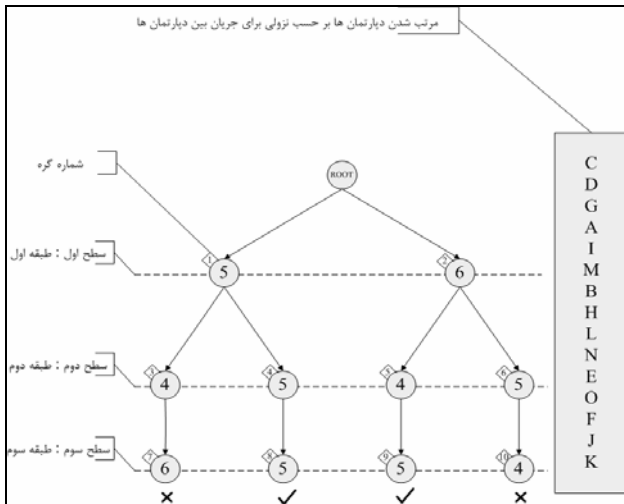 مرتب شدن دپارتمان ها بر حسب نزولی برای جریان بین دپارتمان ها
شماره گره
ROOT
سطح اول : طبقه اول
1
5
2
6
سطح دوم : طبقه دوم
3
4
4
5
5
4
6
5
سطح سوم : طبقه سوم
7
6
8
5
9
5
10
4
C
D
G
A
I
M
B
H
L
N
E
O
F
J
K